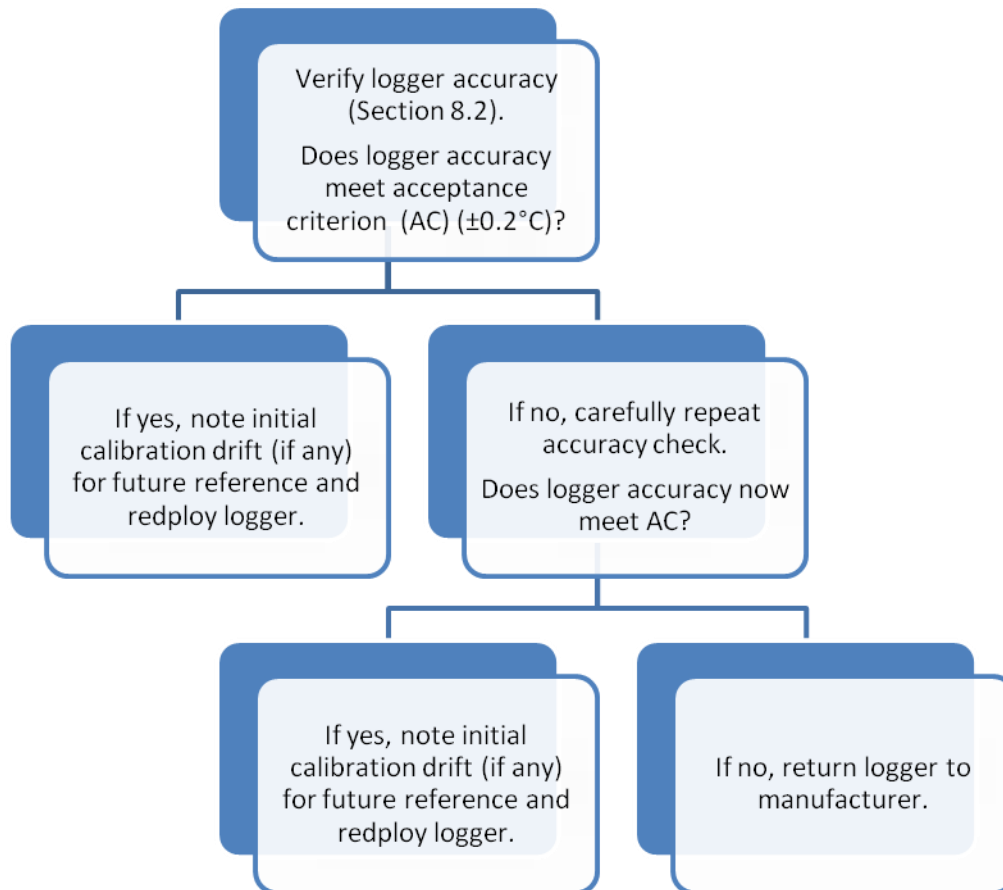 Verify logger accuracy
(Section 8.2).
Does logger accuracy
meet acceptance
criterion (AC) (±0.2°C)?
If yes, note initial
calibration drift (if any)
for future reference and
redploy logger.
If no, carefully repeat
accuracy check.
Does logger accuracy now
meet AC?
If yes, note initial
calibration drift (if any)
for future reference and
redploy logger.
If no, return logger to
manufacturer.